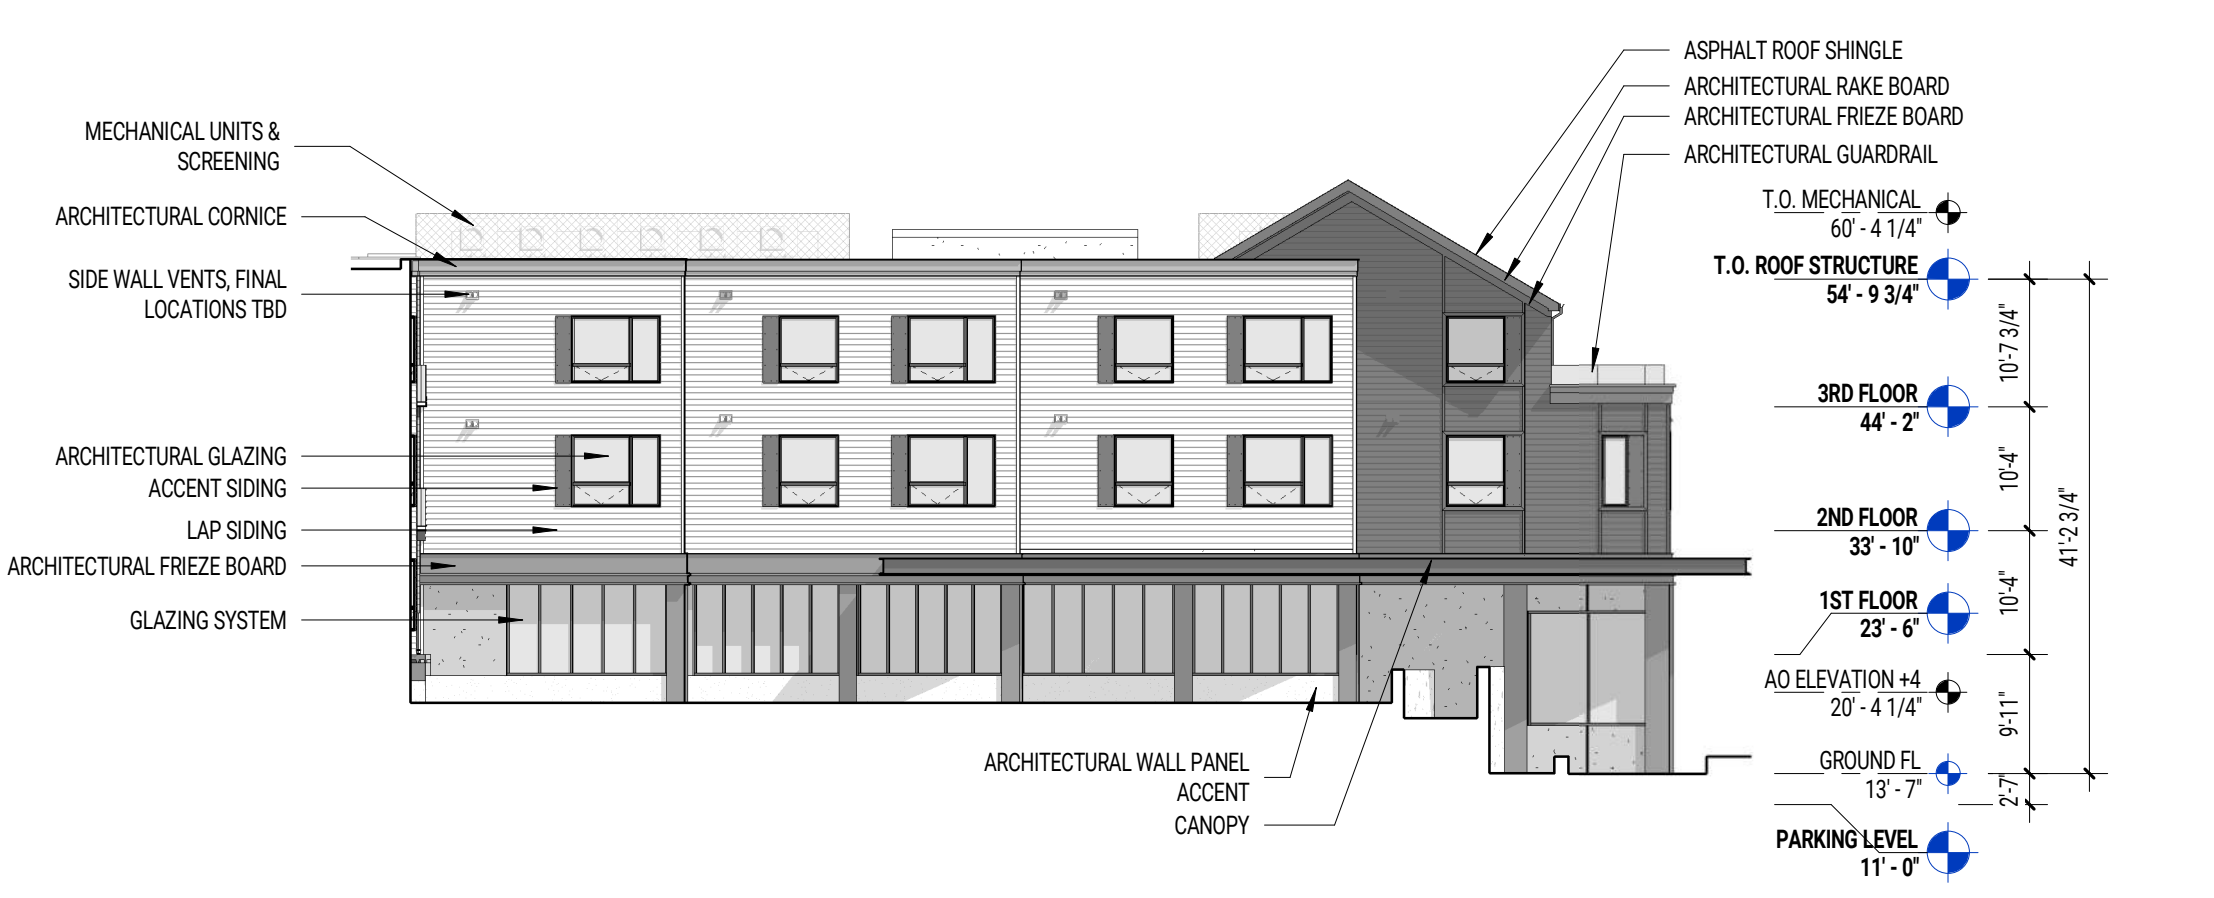 MECHANICAL UNITS &
SCREENING
ARCHITECTURAL CORNICE
SIDE WALL VENTS, FINAL
LOCATIONS TBD
ARCHITECTURAL GLAZING
ACCENT SIDING
LAP SIDING
ARCHITECTURAL FRIEZE BOARD
GLAZING SYSTEM
ARCHITECTURAL WALL PANEL
ACCENT
CANOPY
ASPHALT ROOF SHINGLE
ARCHITECTURAL RAKE BOARD
ARCHITECTURAL FRIEZE BOARD
ARCHITECTURAL GUARDRAIL
T.O. MECHANICAL
60' - 4 1/4"
T.O. ROOF STRUCTURE
54' - 9 3/4"
3RD FLOOR
44' - 2"
2ND FLOOR
33' - 10"
1ST FLOOR
23' - 6"
AO ELEVATION +4
20' - 4 1/4"
GROUND FL
13' - 7"
PARKING LEVEL
11' - 0"
10'-7 3/4"
10'-4"
10'-4"
9'-11"
2'-7"
41'-2 3/4"